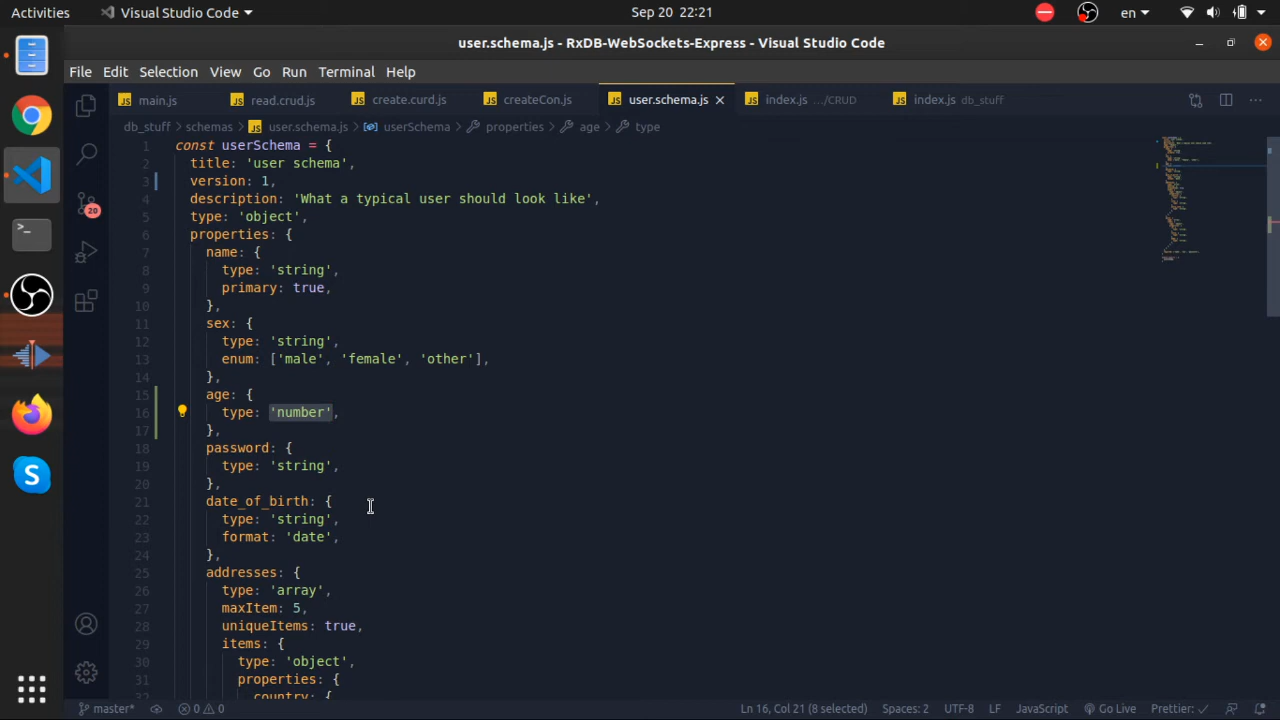 Activities
Visual Studio Code
Sep 20 22:21
en
user.schema.js - RxDB-WebSockets-Express - Visual Studio Code
File Edit Selection View Go Run Terminal Help
main.js
read.crud.js
create.curd.js
createCon.js
user.schema.js
index.js .../CRUD
index.js db_stuff
db_stuff > schemas > user.schema.js > userSchema > properties > age > type
1 const userSchema = {
2 title: 'user schema',
3 version: 1,
4 description: 'What a typical user should look like',
5 type: 'object',
6 properties: {
7 name: {
8 type: 'string',
9 primary: true,
10 },
11 sex: {
12 type: 'string',
13 enum: ['male', 'female', 'other'],
14 },
15 age: {
16 type: 'number',
17 },
18 password: {
19 type: 'string',
20 },
21 date_of_birth: {
22 type: 'string',
23 format: 'date',
24 },
25 addresses: {
26 type: 'array',
27 maxItem: 5,
28 uniqueItems: true,
29 items: {
30 type: 'object',
31 properties: {
32 country: {
20
master*
0
0
Ln 16, Col 21 (8 selected)
Spaces: 2
UTF-8
LF
JavaScript
Go Live
Prettier: